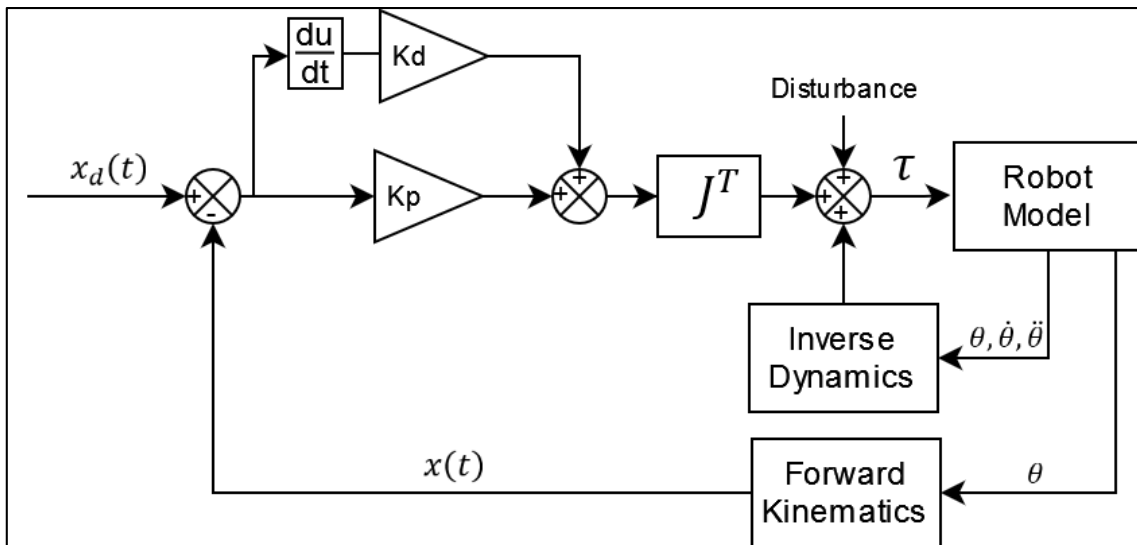 du
dt
Kd
Disturbance
x_d(t)
+
-
Kp
+
+
J^T
+
+
+
τ
Robot
Model
Inverse
Dynamics
θ, θ̇, θ̈
x(t)
Forward
Kinematics
θ